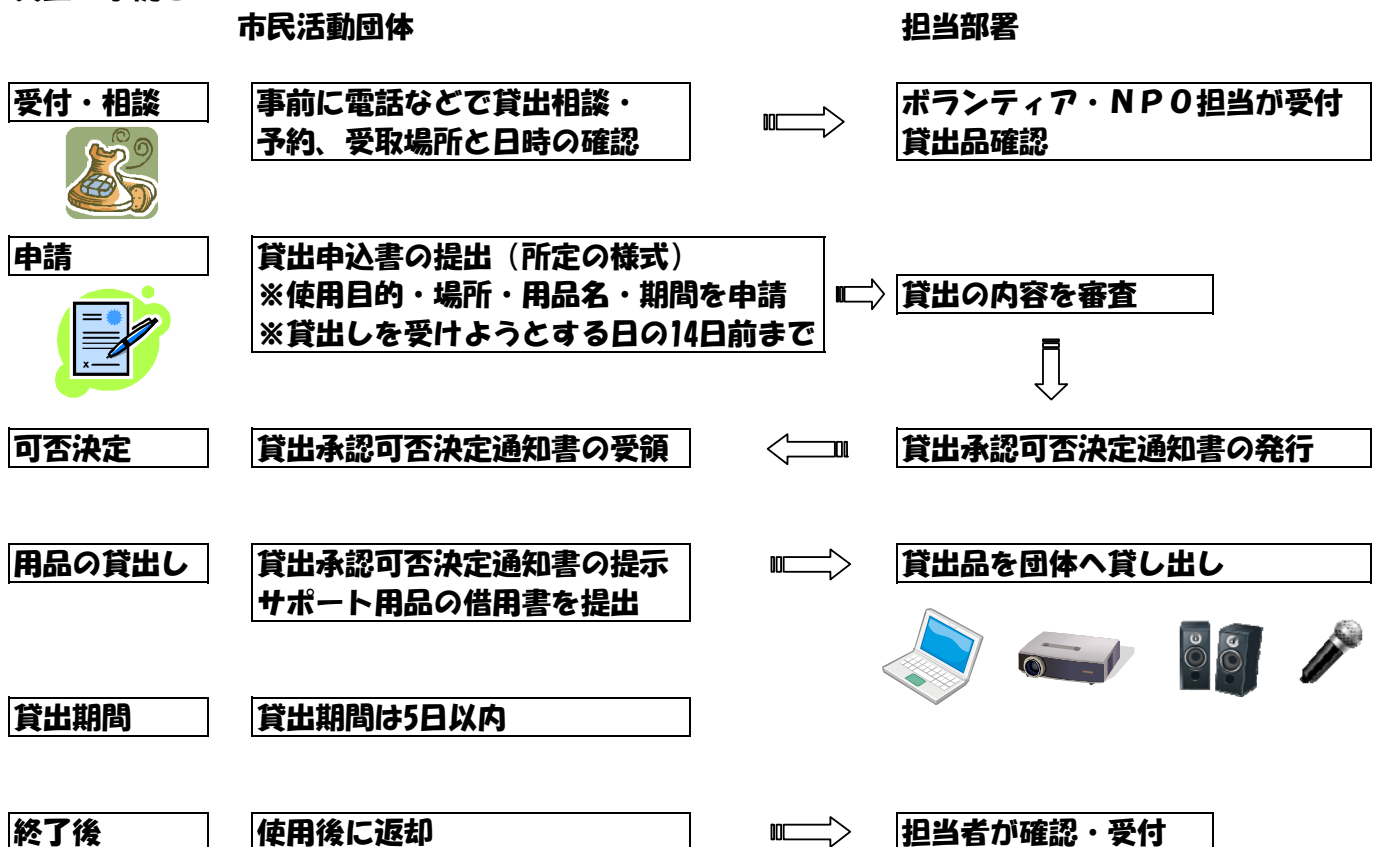 市民活動団体
担当部署
受付・相談
事前に電話などで貸出相談・
予約、受取場所と日時の確認
ボランティア・ＮＰＯ担当が受付
貸出品確認
申請
貸出申込書の提出（所定の様式）
※使用目的・場所・用品名・期間を申請
※貸出しを受けようとする日の14日前まで
貸出の内容を審査
可否決定
貸出承認可否決定通知書の受領
貸出承認可否決定通知書の発行
用品の貸出し
貸出承認可否決定通知書の提示
サポート用品の借用書を提出
貸出品を団体へ貸し出し
貸出期間
貸出期間は5日以内
終了後
使用後に返却
担当者が確認・受付